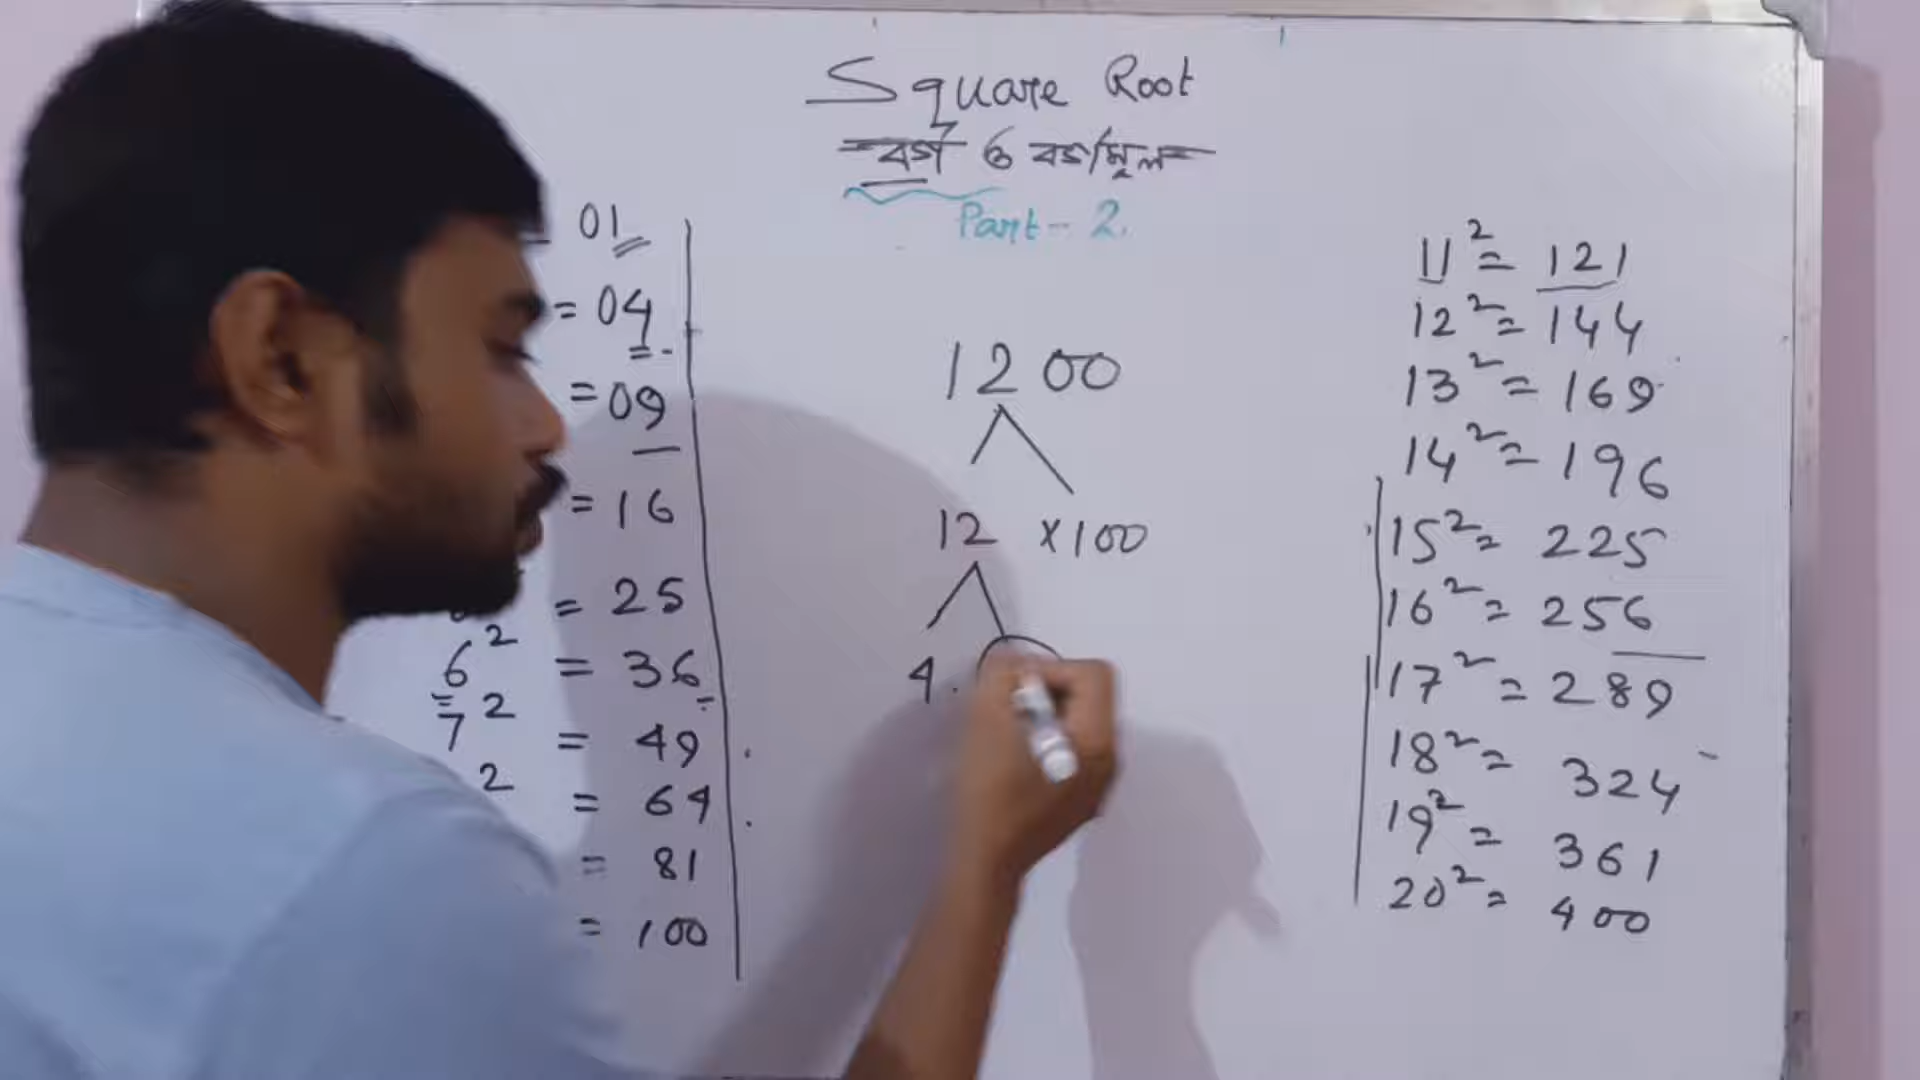 Square Root
বর্গ ও বর্গমূল
Part - 2.
01
= 04
= 09
= 16
= 25
6² = 36
7² = 49
² = 64
= 81
= 100
1200
12 × 100
4.
11² = 121
12² = 144
13² = 169
14² = 196
15² = 225
16² = 256
17² = 289
18² = 324
19² = 361
20² = 400